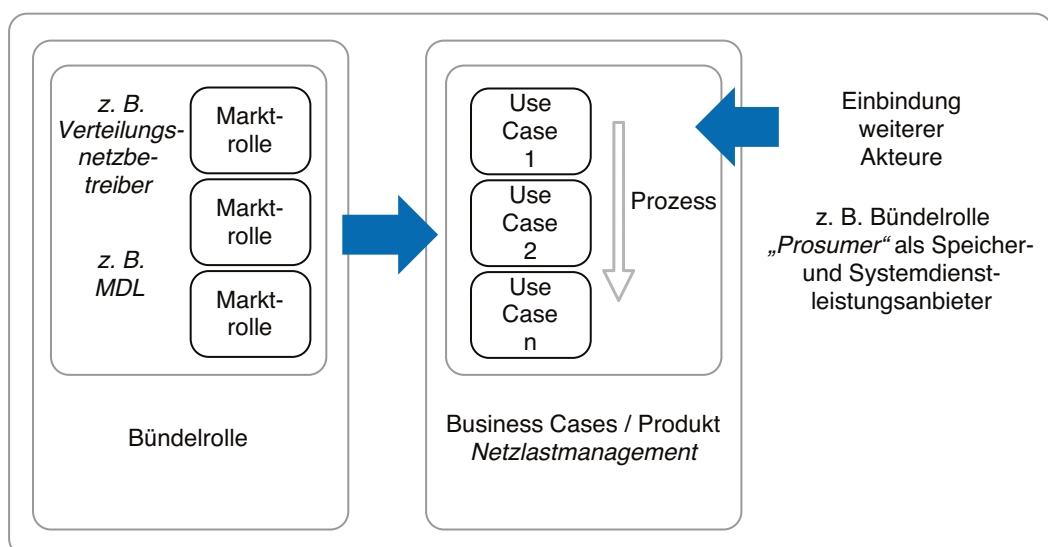 z. B.
Verteilungs-
netzbe-
treiber
z. B.
MDL
Markt-
rolle
Markt-
rolle
Markt-
rolle
Bündelrolle
Use
Case
1
Use
Case
2
Use
Case
n
Prozess
Business Cases / Produkt
Netzlastmanagement
Einbindung
weiterer
Akteure
z. B. Bündelrolle
„Prosumer“ als Speicher-
und Systemdienst-
leistungsanbieter